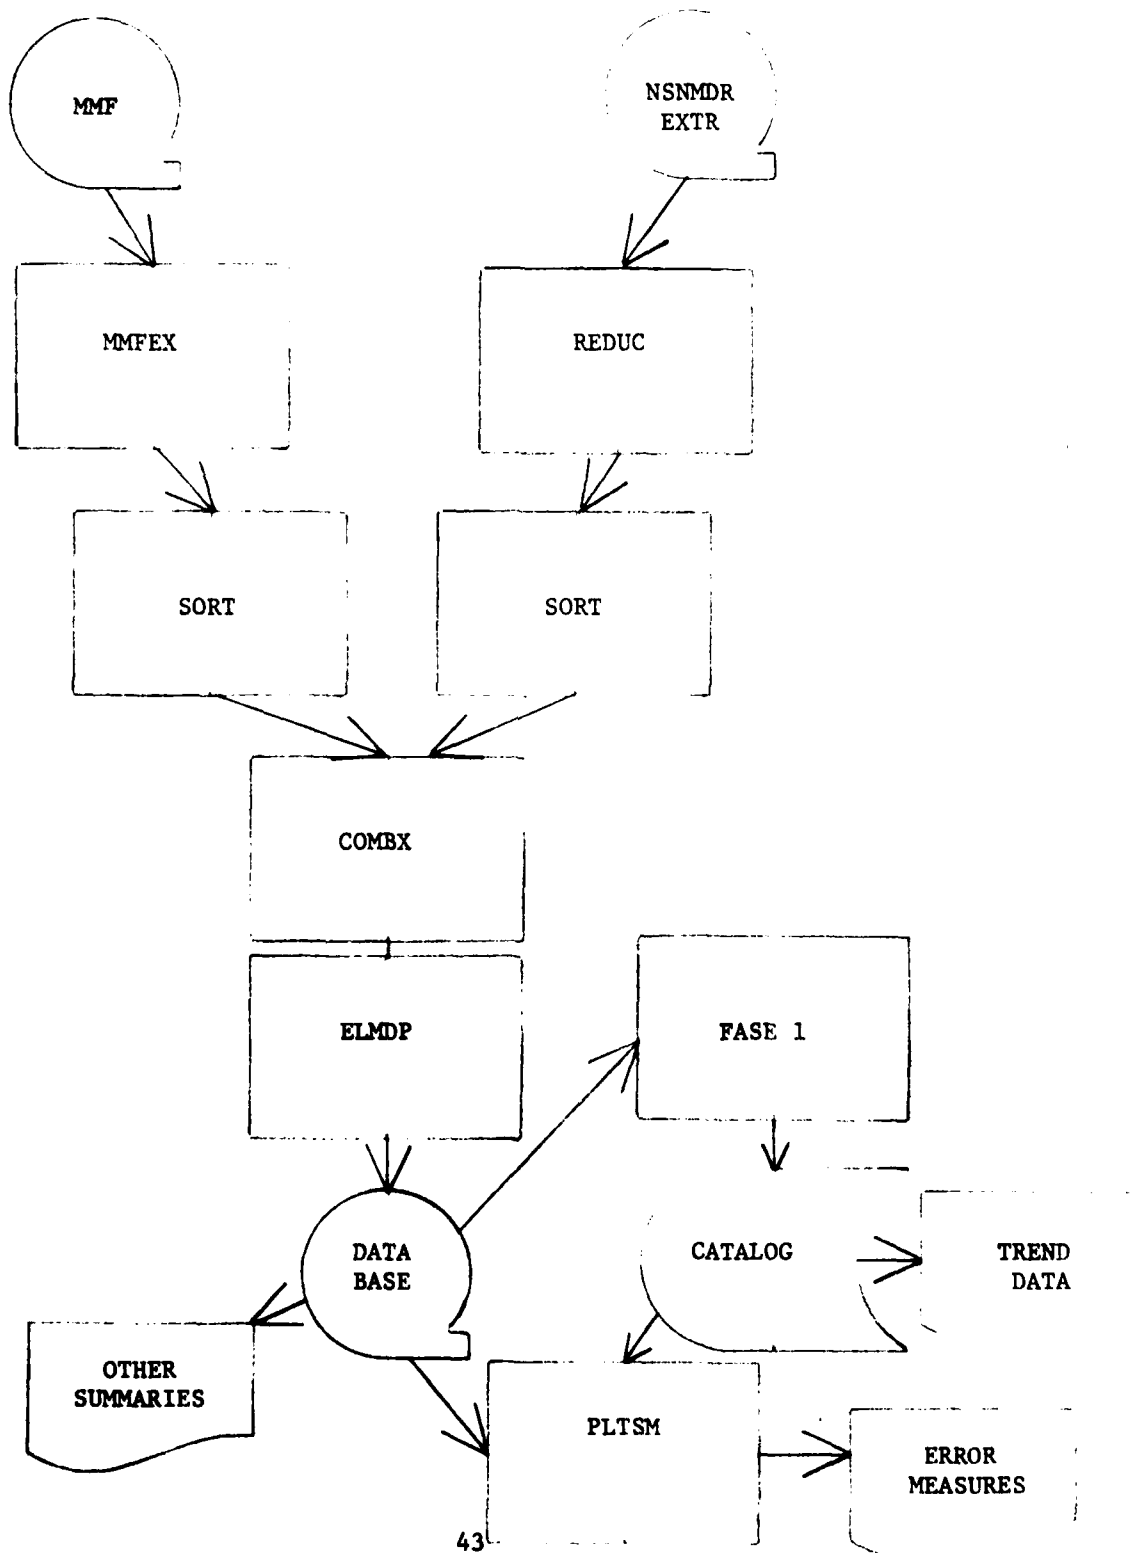 MMF
NSNMDR
EXTR
MMFEX
REDUC
SORT
SORT
COMBX
ELMDP
FASE 1
DATA
BASE
CATALOG
TREND
DATA
OTHER
SUMMARIES
PLTSM
ERROR
MEASURES
43